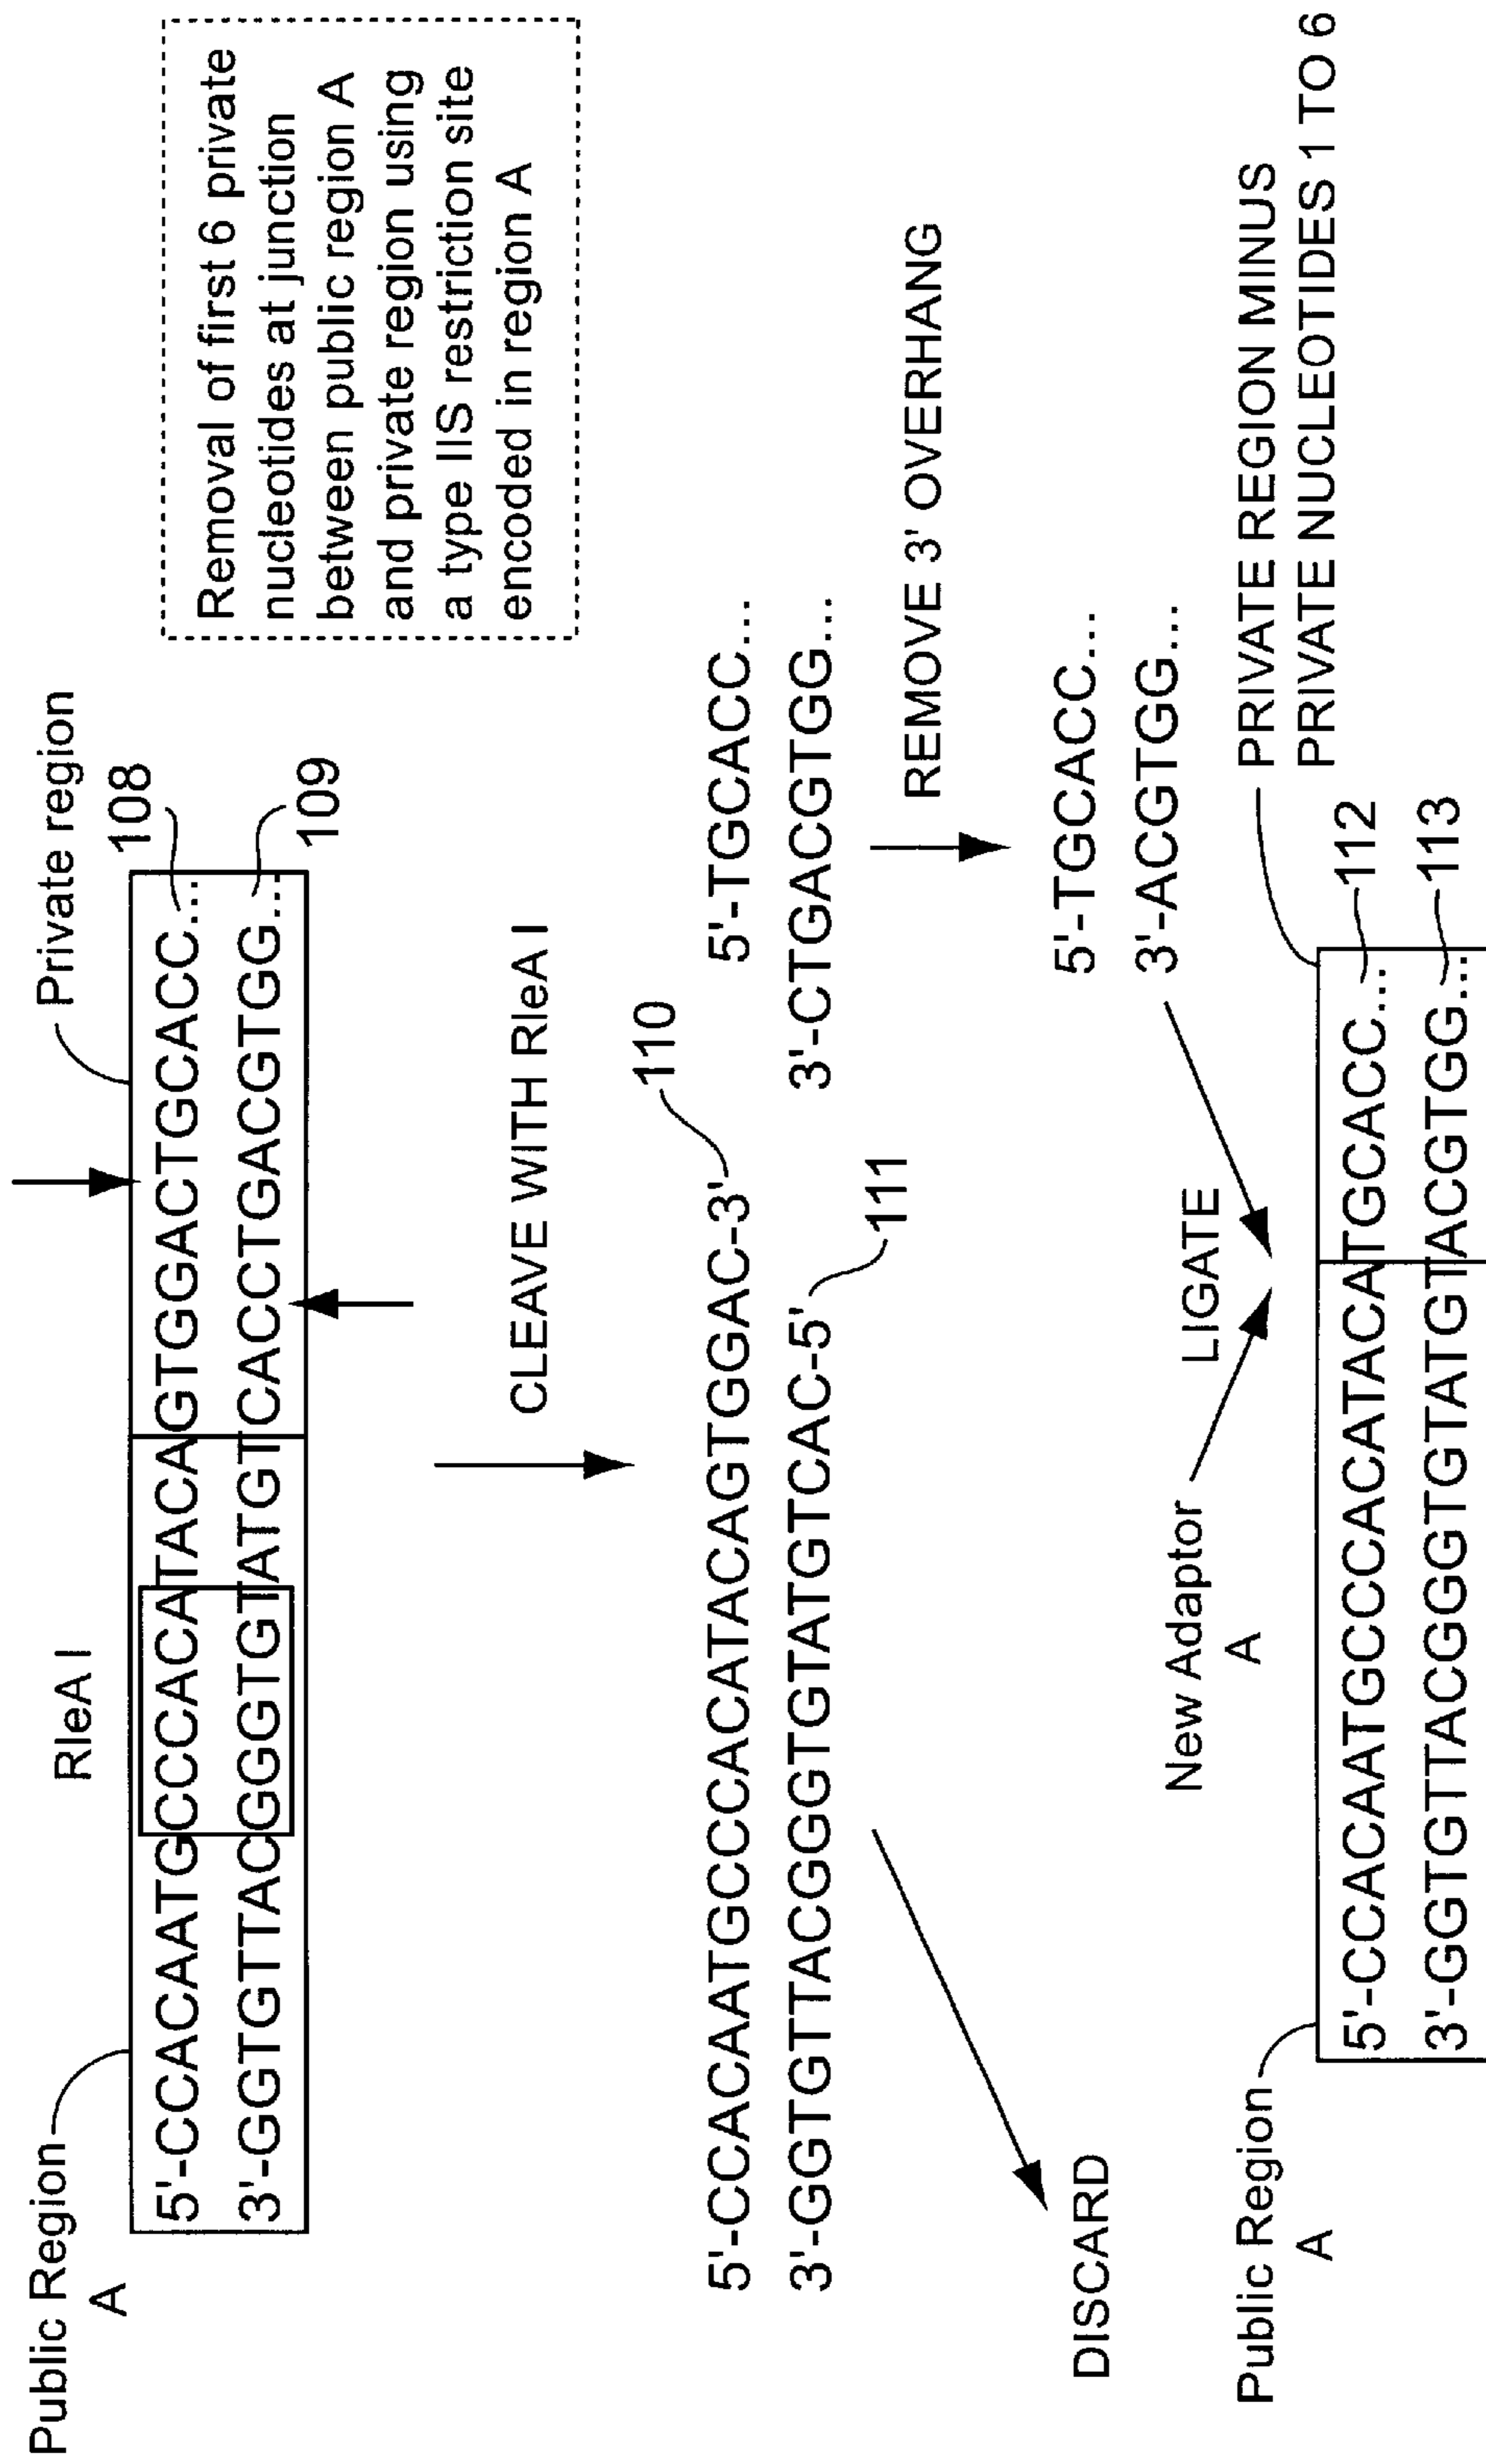 Public Region
A
RleA I
Private region
5'-CCACAATGCCCACATACAGTGGACTGCACC...
108
3'-GGTGTTACGGGTGTATGTCACCTGACGTGG...
109
Removal of first 6 private
nucleotides at junction
between public region A
and private region using
a type IIS restriction site
encoded in region A
CLEAVE WITH RleA I
110
5'-CCACAATGCCCACATACAGTGGAC-3'
3'-GGTGTTACGGGTGTATGTCAC-5'
111
5'-TGCACC...
3'-CTGACGTGG...
REMOVE 3' OVERHANG
DISCARD
5'-TGCACC...
3'-ACGTGG...
New Adaptor
A
LIGATE
Public Region
A
PRIVATE REGION MINUS
PRIVATE NUCLEOTIDES 1 TO 6
5'-CCACAATGCCCACATACATGCACC...
112
3'-GGTGTTACGGGTGTATGTACGTGG...
113